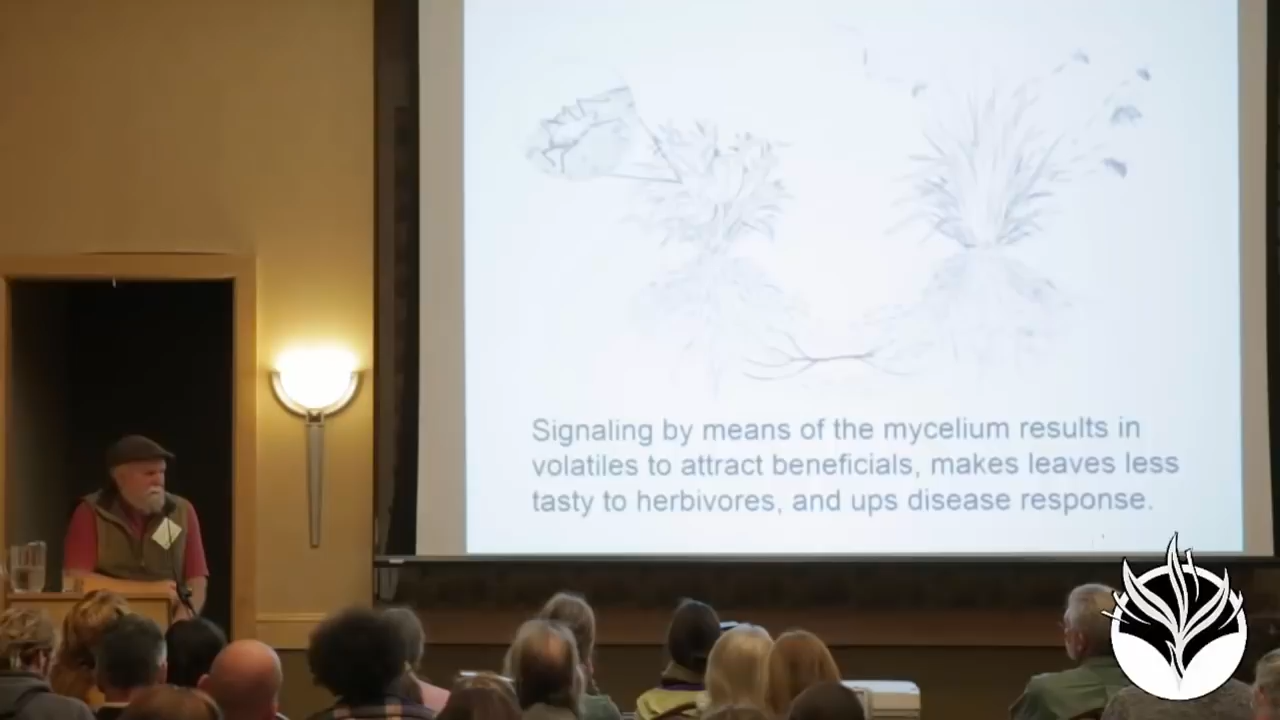 Signaling by means of the mycelium results in
volatiles to attract beneficials, makes leaves less
tasty to herbivores, and ups disease response.